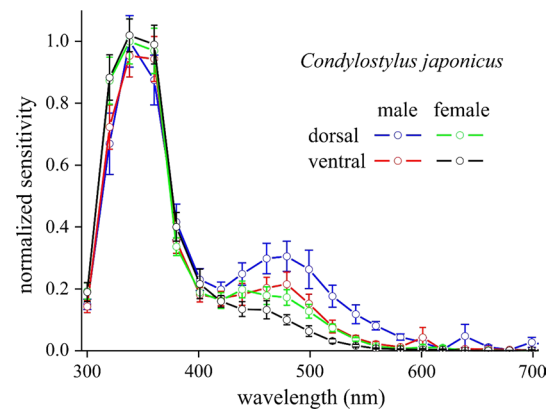 Condylostylus japonicus
male female
dorsal
ventral
normalized sensitivity
1.0
0.8
0.6
0.4
0.2
0.0
300 400 500 600 700
wavelength (nm)